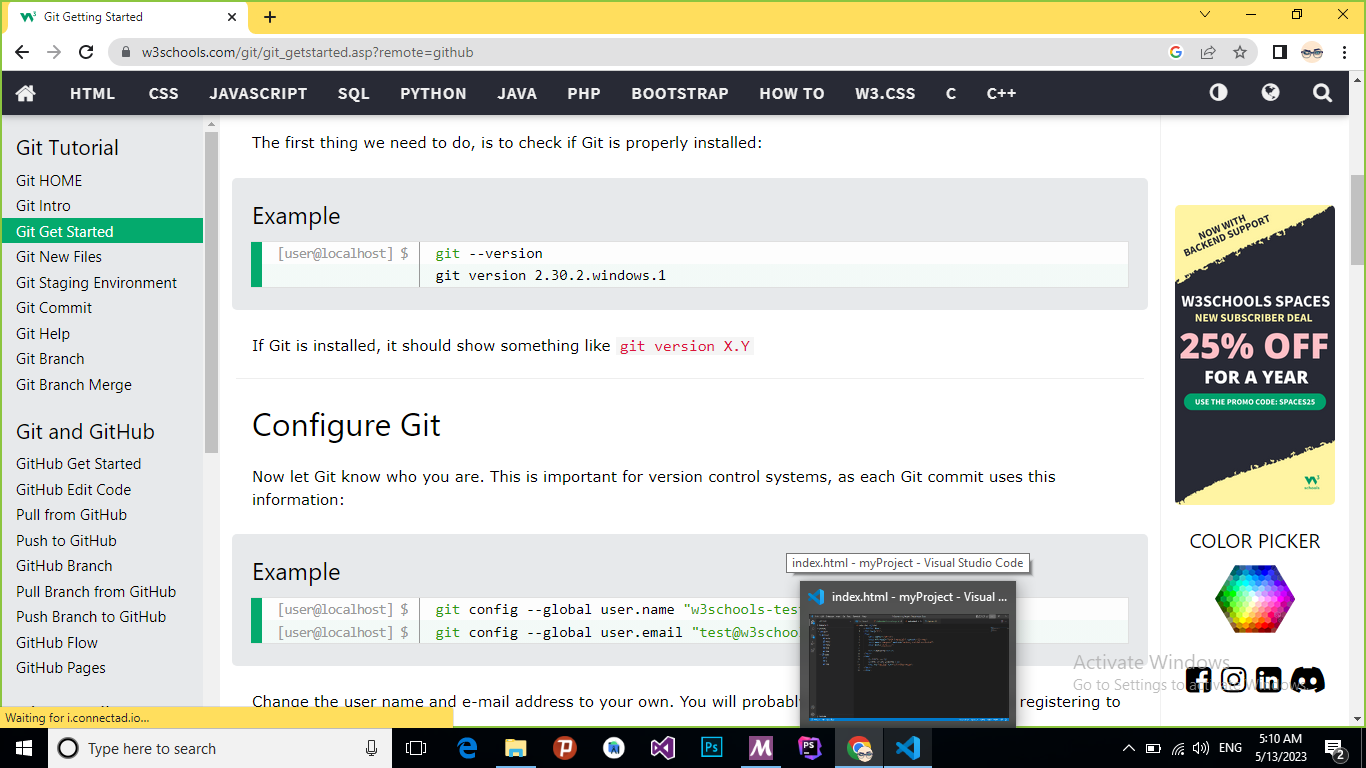 Git Getting Started
w3schools.com/git/git_getstarted.asp?remote=github
HTML CSS JAVASCRIPT SQL PYTHON JAVA PHP BOOTSTRAP HOW TO W3.CSS C C++
Git Tutorial
Git HOME
Git Intro
Git Get Started
Git New Files
Git Staging Environment
Git Commit
Git Help
Git Branch
Git Branch Merge
Git and GitHub
GitHub Get Started
GitHub Edit Code
Pull from GitHub
Push to GitHub
GitHub Branch
Pull Branch from GitHub
Push Branch to GitHub
GitHub Flow
GitHub Pages
The first thing we need to do, is to check if Git is properly installed:
Example
[user@localhost] $ git --version
git version 2.30.2.windows.1
If Git is installed, it should show something like git version X.Y
Configure Git
Now let Git know who you are. This is important for version control systems, as each Git commit uses this
information:
Example
[user@localhost] $ git config --global user.name "w3schools-test
[user@localhost] $ git config --global user.email "test@w3schoo
Change the user name and e-mail address to your own. You will probabl
registering to
index.html - myProject - Visual Studio Code
index.html - myProject - Visual ...
NOW WITH
BACKEND SUPPORT
W3SCHOOLS SPACES
NEW SUBSCRIBER DEAL
25% OFF
FOR A YEAR
USE THE PROMO CODE: SPACES25
COLOR PICKER
Activate Windows
Go to Settings to activate Windows.
Waiting for i.connectad.io...
Type here to search
Ps
PS
ENG
5:10 AM
5/13/2023
2